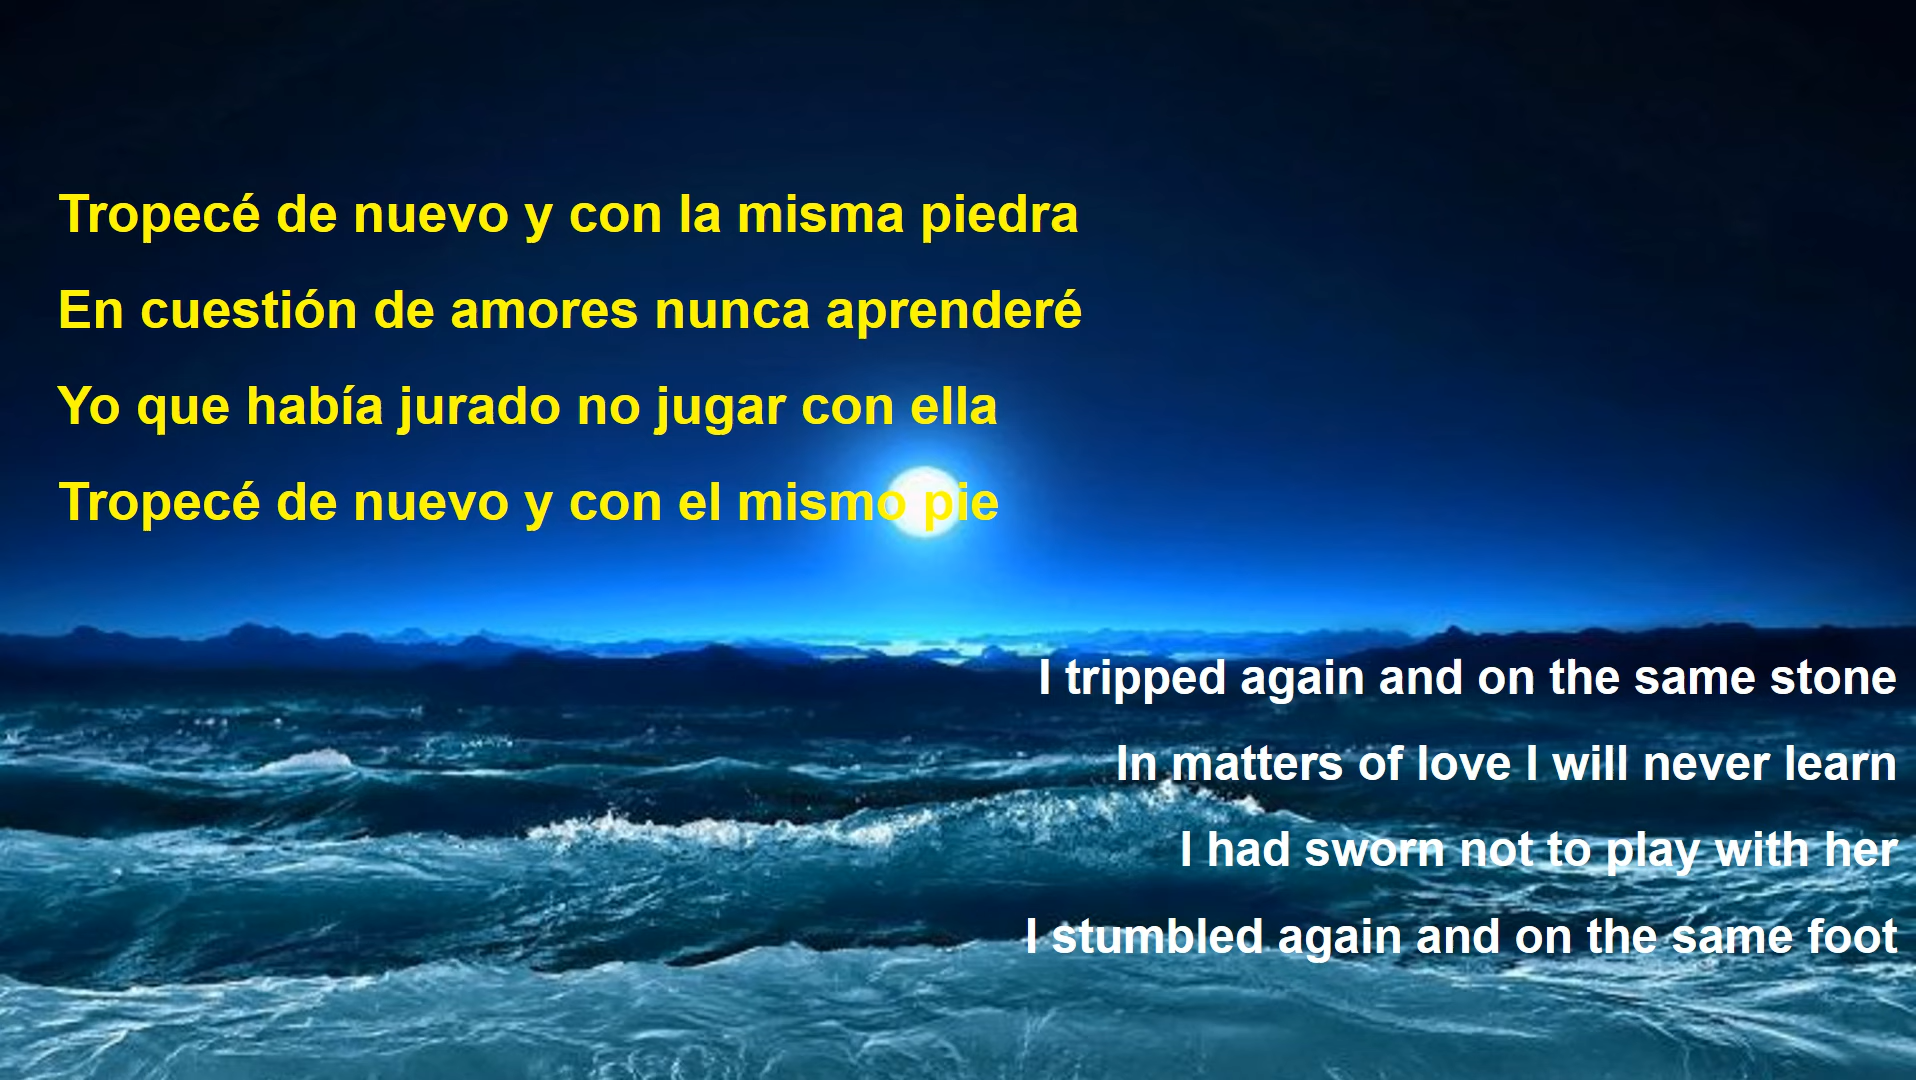 Tropecé de nuevo y con la misma piedra
En cuestión de amores nunca aprenderé
Yo que había jurado no jugar con ella
Tropecé de nuevo y con el mismo pie
I tripped again and on the same stone
In matters of love I will never learn
I had sworn not to play with her
I stumbled again and on the same foot